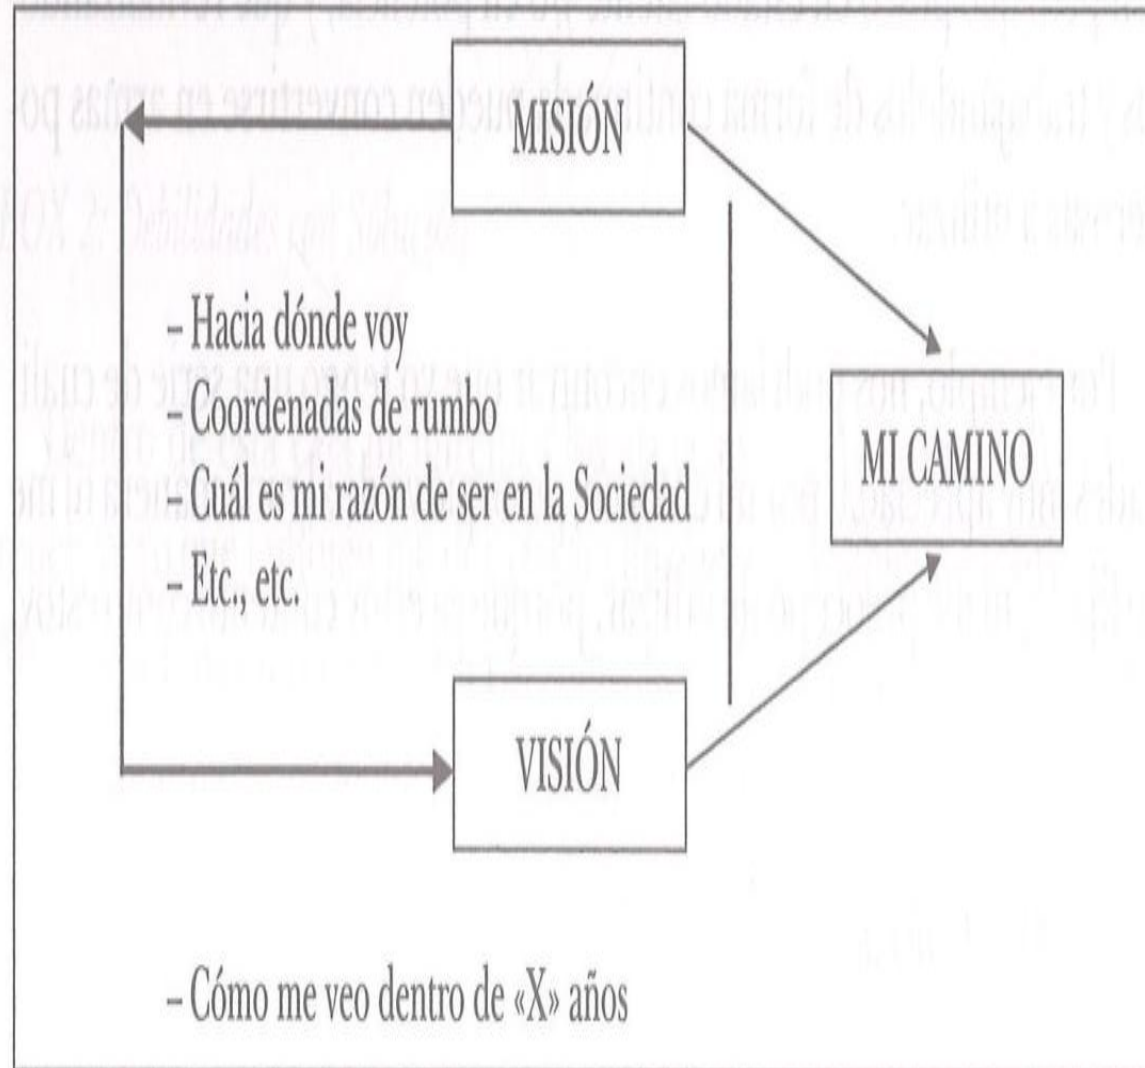 MISIÓN
– Hacia dónde voy
– Coordenadas de rumbo
– Cuál es mi razón de ser en la Sociedad
– Etc., etc.
MI CAMINO
VISIÓN
– Cómo me veo dentro de «X» años